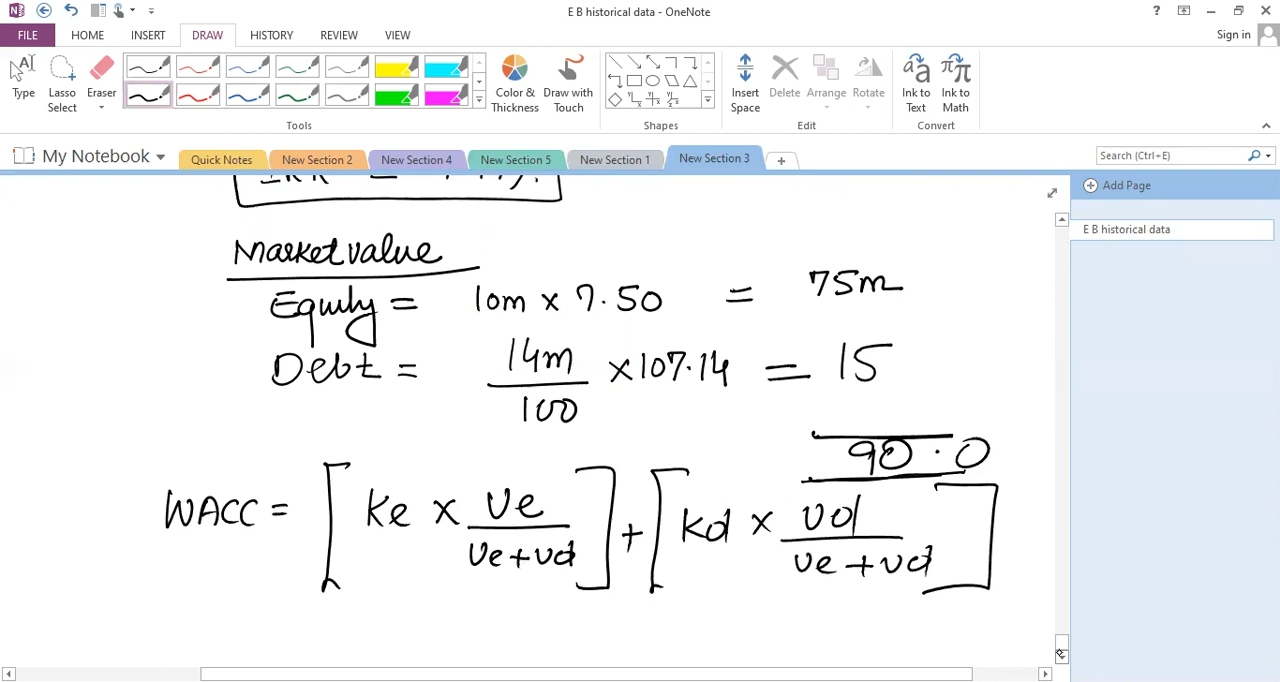 E B historical data - OneNote
?
FILE HOME INSERT DRAW HISTORY REVIEW VIEW
Sign in
Type
Lasso Select
Eraser
Color & Thickness
Draw with Touch
Insert Space
Delete
Arrange
Rotate
Ink to Text
Ink to Math
Tools
Shapes
Edit
Convert
My Notebook
Quick Notes
New Section 2
New Section 4
New Section 5
New Section 1
New Section 3
Search (Ctrl+E)
Add Page
E B historical data
Market value
Equity = 10m × 7.50 = 75m
Debt = 14m/100 × 107.14 = 15
90.0
WACC = [Ke × Ve/Ve+Vd] + [Kd × Vd/Ve+Vd]